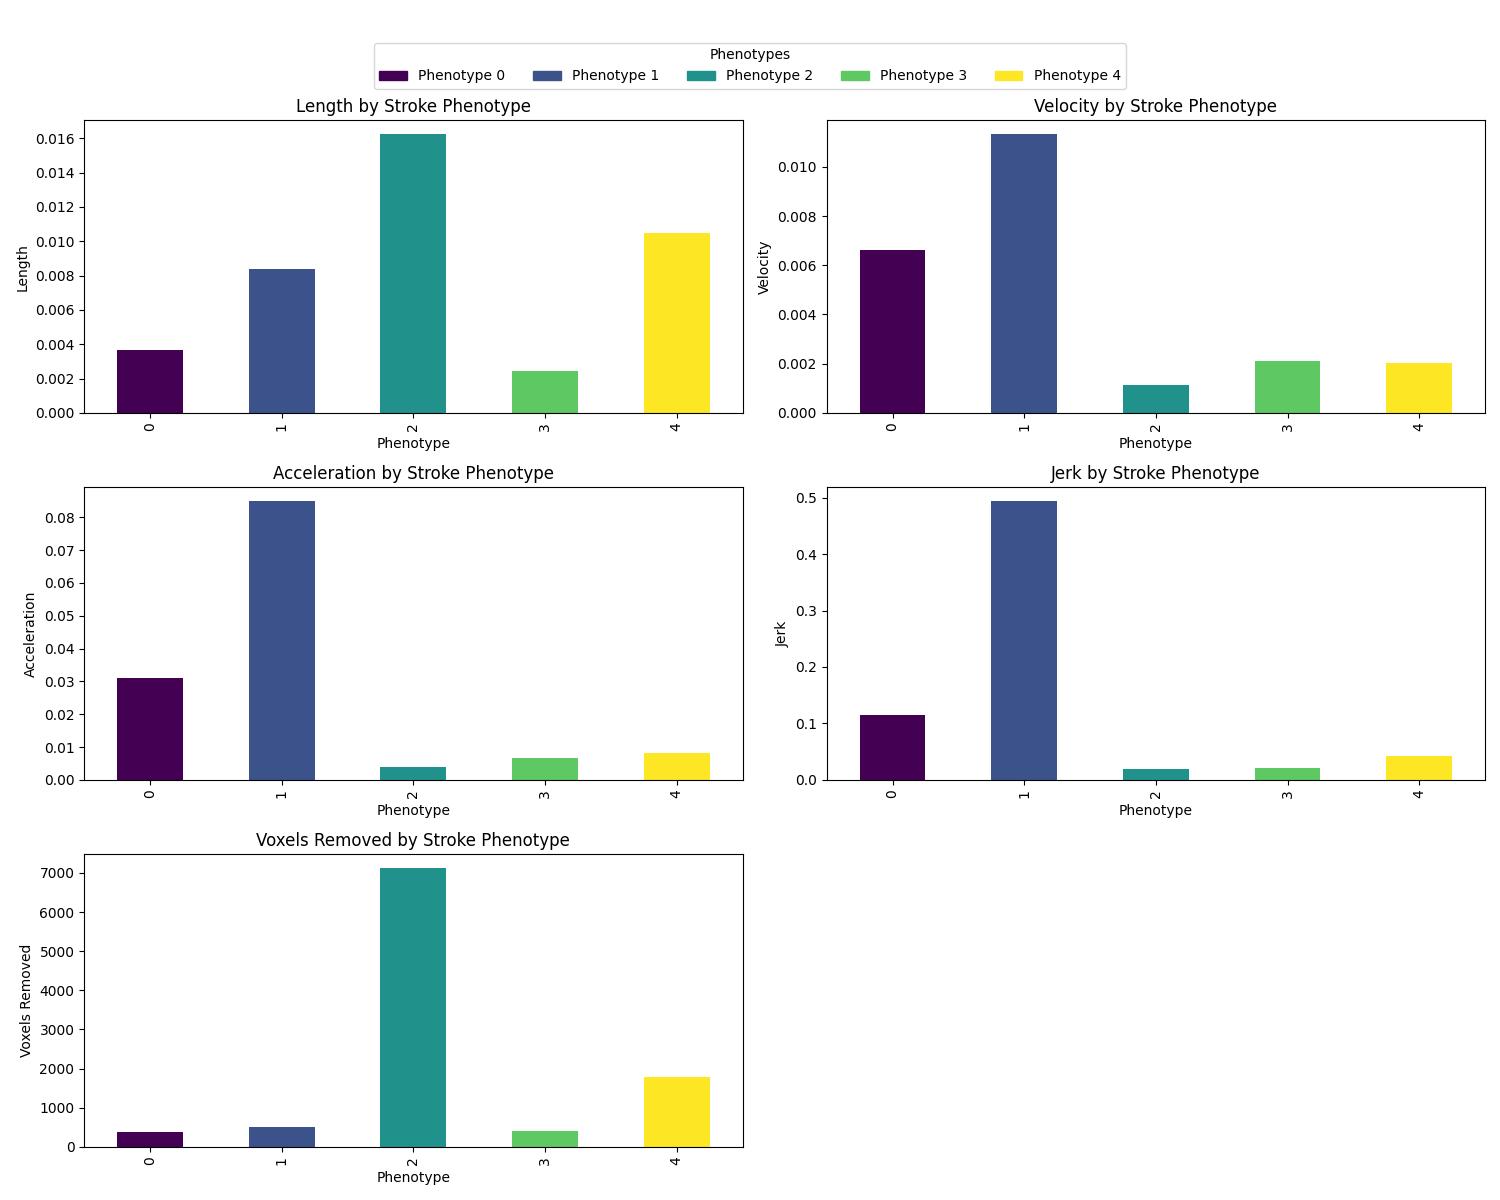 Phenotypes
Phenotype 0 Phenotype 1 Phenotype 2 Phenotype 3 Phenotype 4
Length by Stroke Phenotype
0.016
0.014
0.012
0.010
0.008
0.006
0.004
0.002
0.000
Length
0 1 2 3 4
Phenotype
Velocity by Stroke Phenotype
0.010
0.008
0.006
0.004
0.002
0.000
Velocity
0 1 2 3 4
Phenotype
Acceleration by Stroke Phenotype
0.08
0.07
0.06
0.05
0.04
0.03
0.02
0.01
0.00
Acceleration
0 1 2 3 4
Phenotype
Jerk by Stroke Phenotype
0.5
0.4
0.3
0.2
0.1
0.0
Jerk
0 1 2 3 4
Phenotype
Voxels Removed by Stroke Phenotype
7000
6000
5000
4000
3000
2000
1000
0
Voxels Removed
0 1 2 3 4
Phenotype